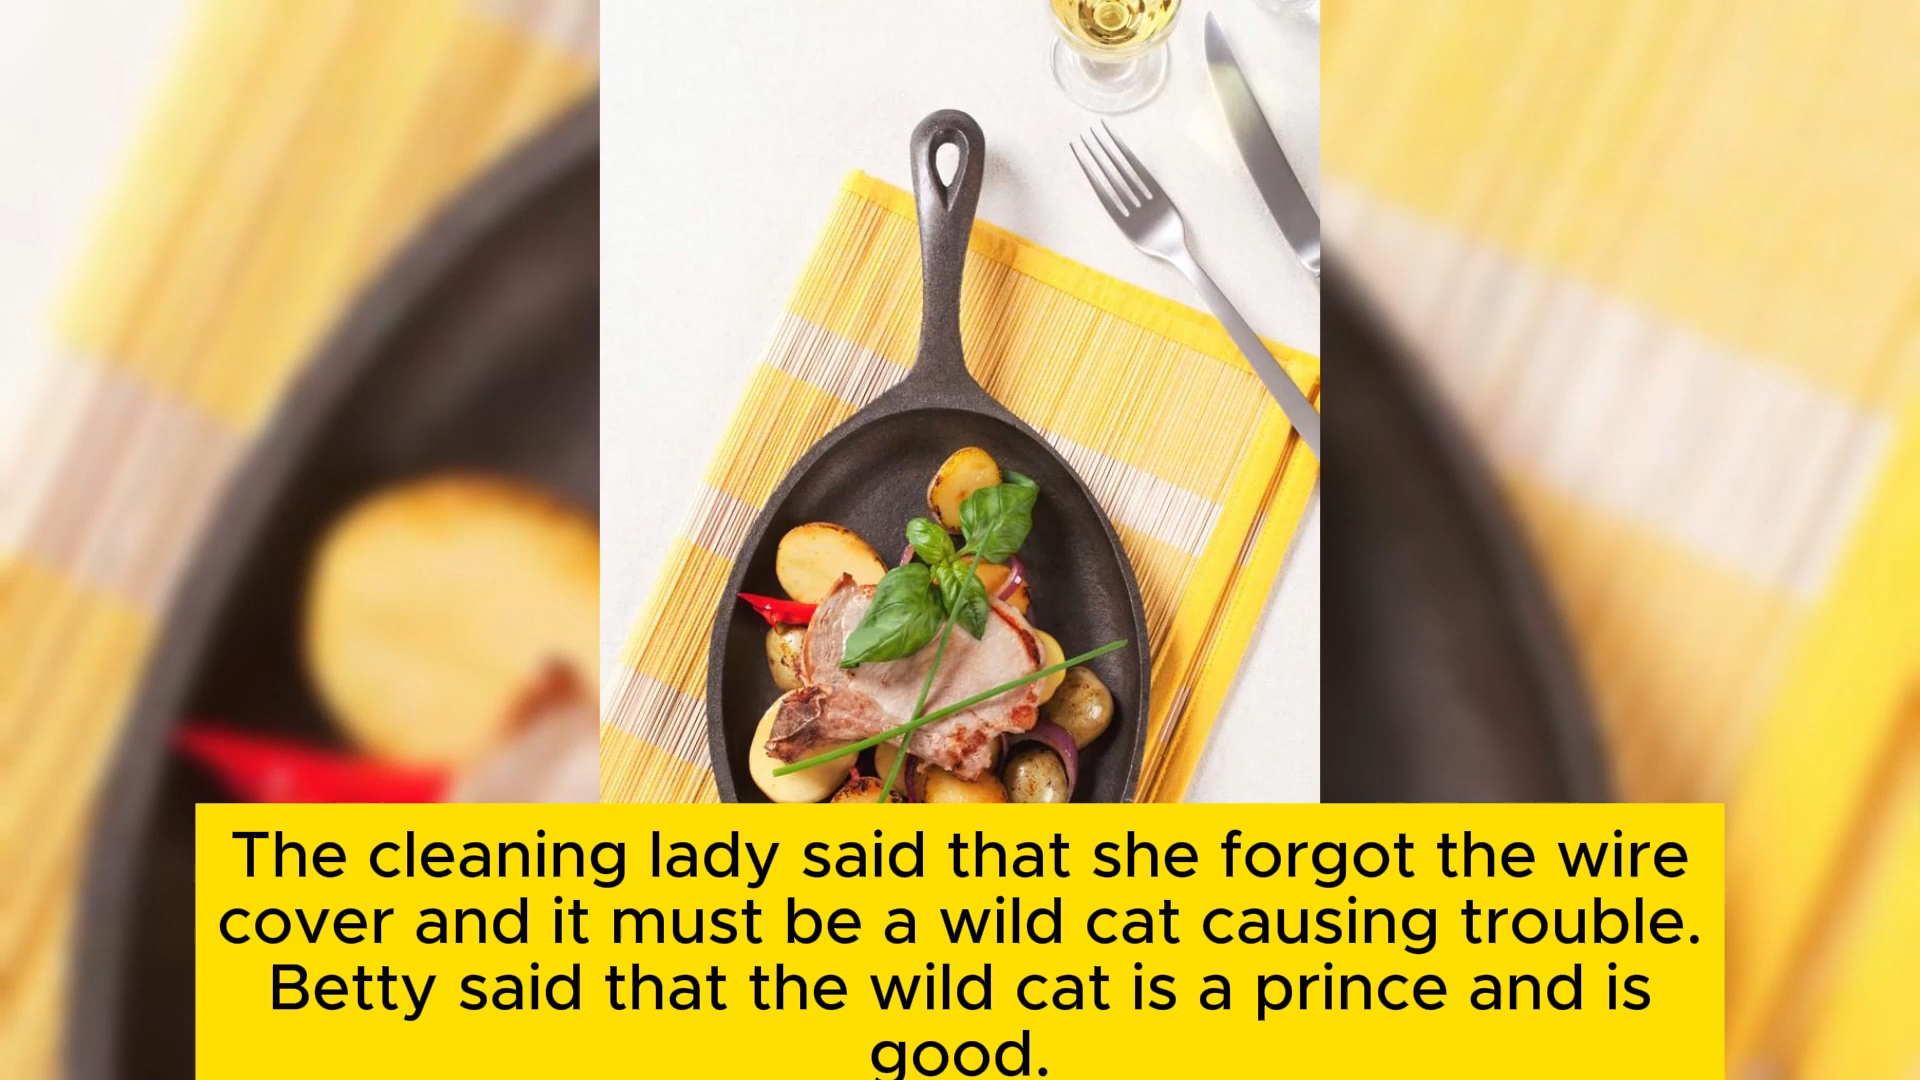 The cleaning lady said that she forgot the wire
cover and it must be a wild cat causing trouble.
Betty said that the wild cat is a prince and is
good.